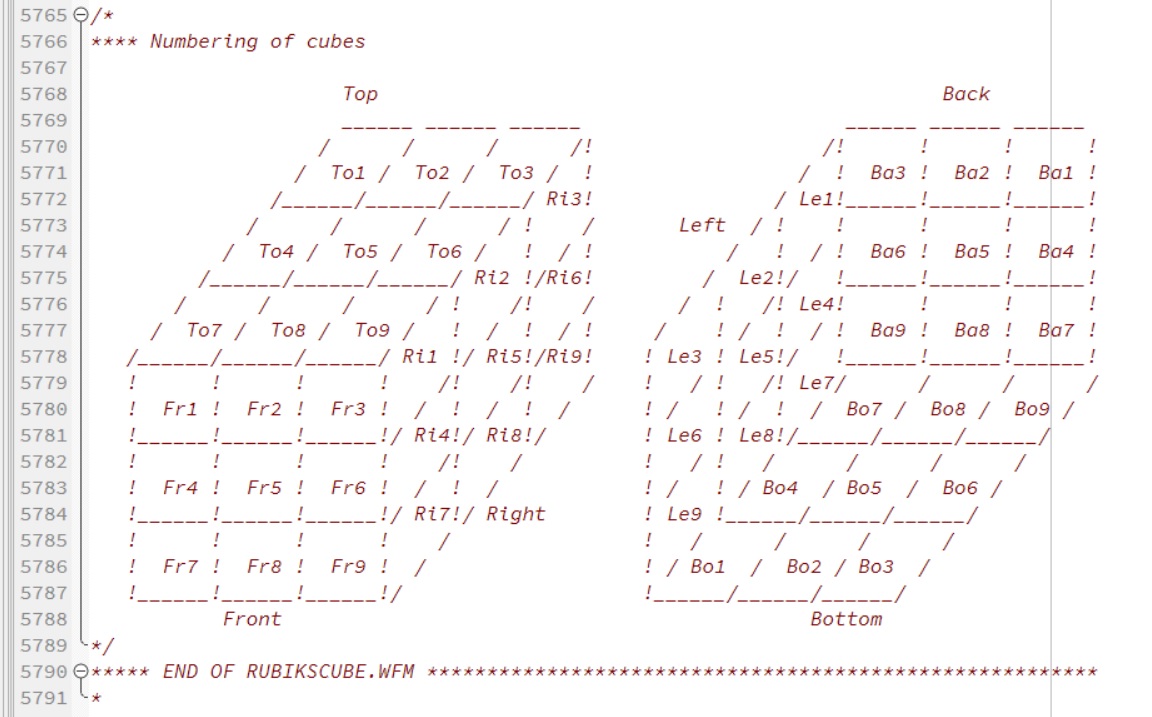 5765 /*
5766 **** Numbering of cubes
5767
5768                      Top                                              Back
5769                      ______ ______ ______                      ______ ______ ______
5770                    /      /      /      /!                   /!      !      !      !
5771                  /  To1 /  To2 /  To3 /  !                 /  !  Ba3 !  Ba2 !  Ba1 !
5772                /______/______/______/ Ri3!               / Le1!______!______!______!
5773              /      /      /      / !    /       Left  / !    !      !      !      !
5774            /  To4 /  To5 /  To6 /   !  / !           /   !  / !  Ba6 !  Ba5 !  Ba4 !
5775          /______/______/______/ Ri2 !/Ri6!         /  Le2!/   !______!______!______!
5776        /      /      /      / !    /!    /       /  !   /! Le4!      !      !      !
5777      /  To7 /  To8 /  To9 /   !  /  !  / !     /    ! /  !  / !  Ba9 !  Ba8 !  Ba7 !
5778    /______/______/______/ Ri1 !/ Ri5!/Ri9!    ! Le3 ! Le5!/   !______!______!______!
5779    !      !      !      !    /!    /!    /    !   / !   /! Le7/      /      /      /
5780    !  Fr1 !  Fr2 !  Fr3 !  /  !  /  !  /      ! /   ! /  !  /  Bo7 /  Bo8 /  Bo9 /
5781    !______!______!______!/ Ri4!/ Ri8!/        ! Le6 ! Le8!/______/______/______/
5782    !      !      !      !    /!    /          !   / !   /      /      /      /
5783    !  Fr4 !  Fr5 !  Fr6 !  /  !  /            ! /   ! / Bo4  / Bo5  /  Bo6 /
5784    !______!______!______!/ Ri7!/ Right        ! Le9 !______/______/______/
5785    !      !      !      !    /                !   /      /      /      /
5786    !  Fr7 !  Fr8 !  Fr9 !  /                  ! / Bo1  /  Bo2 / Bo3  /
5787    !______!______!______!/                    !______/______/______/
5788            Front                                            Bottom
5789 */
5790 ***** END OF RUBIKSCUBE.WFM ********************************************************
5791 *